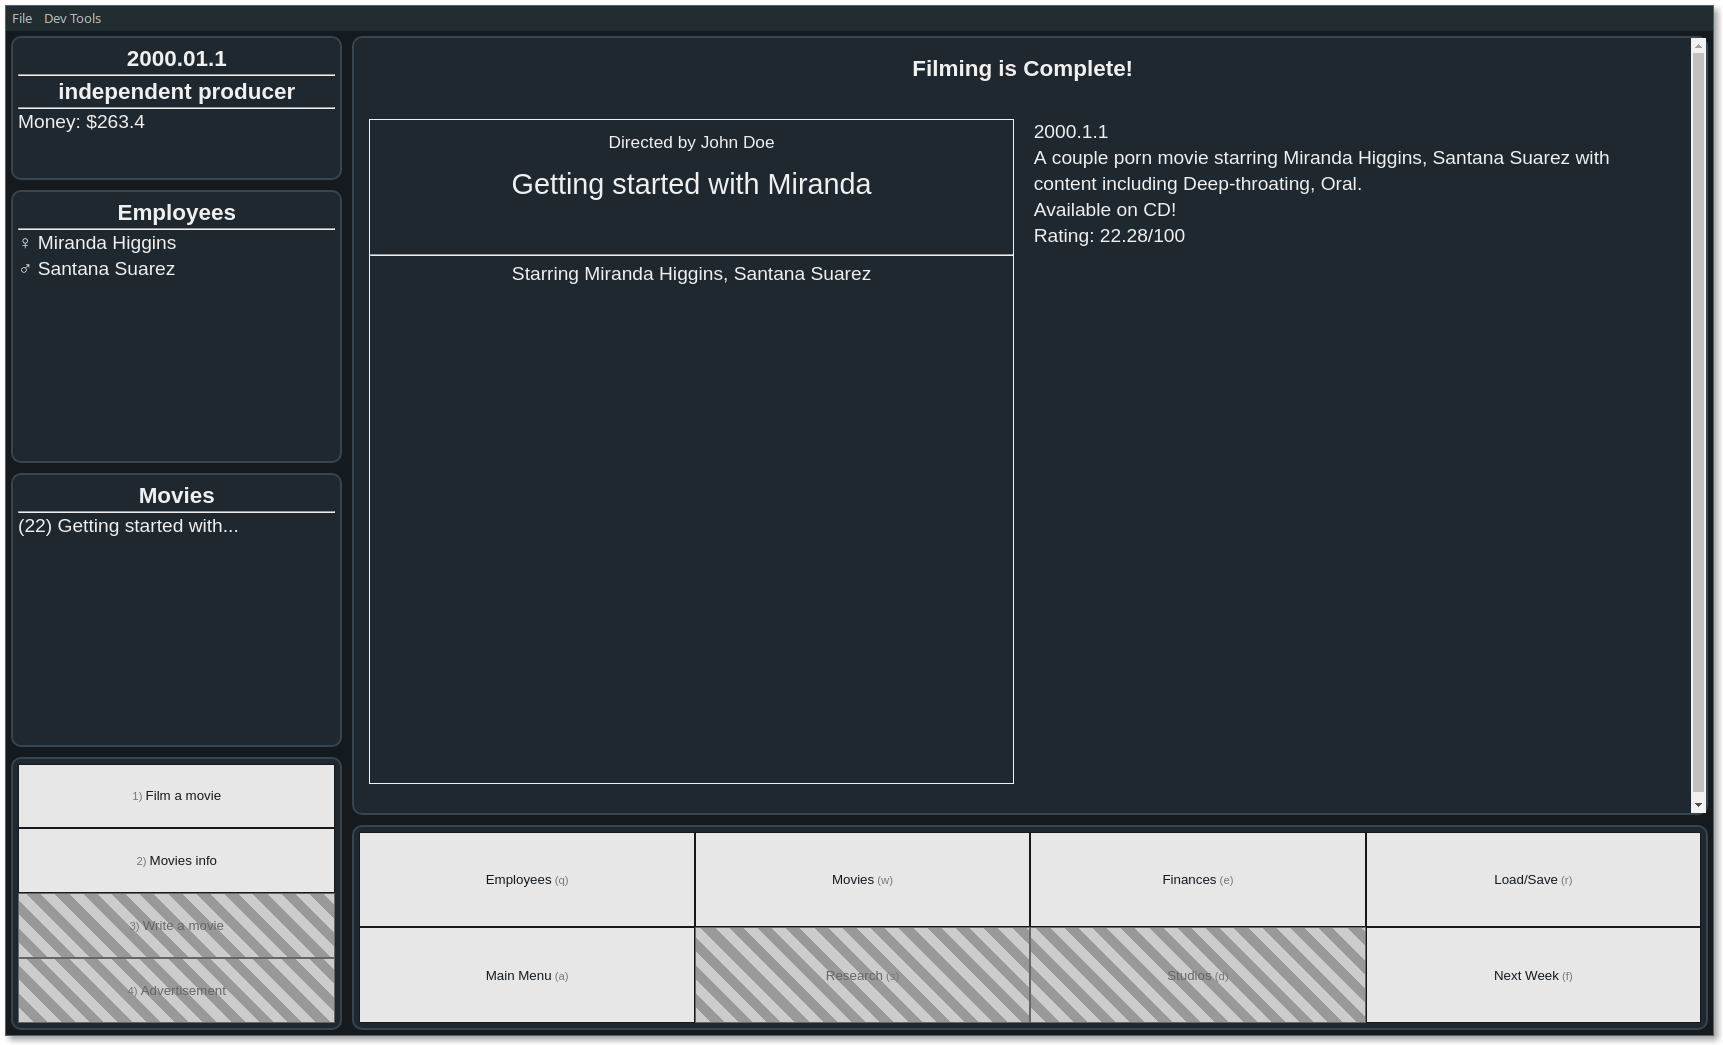 File Dev Tools
2000.01.1
independent producer
Money: $263.4
Employees
♀ Miranda Higgins
♂ Santana Suarez
Movies
(22) Getting started with...
1) Film a movie
2) Movies info
3) Write a movie
4) Advertisement
Filming is Complete!
Directed by John Doe
Getting started with Miranda
Starring Miranda Higgins, Santana Suarez
2000.1.1
A couple porn movie starring Miranda Higgins, Santana Suarez with
content including Deep-throating, Oral.
Available on CD!
Rating: 22.28/100
Employees (q) Movies (w) Finances (e) Load/Save (r)
Main Menu (a) Research (s) Studios (d) Next Week (f)